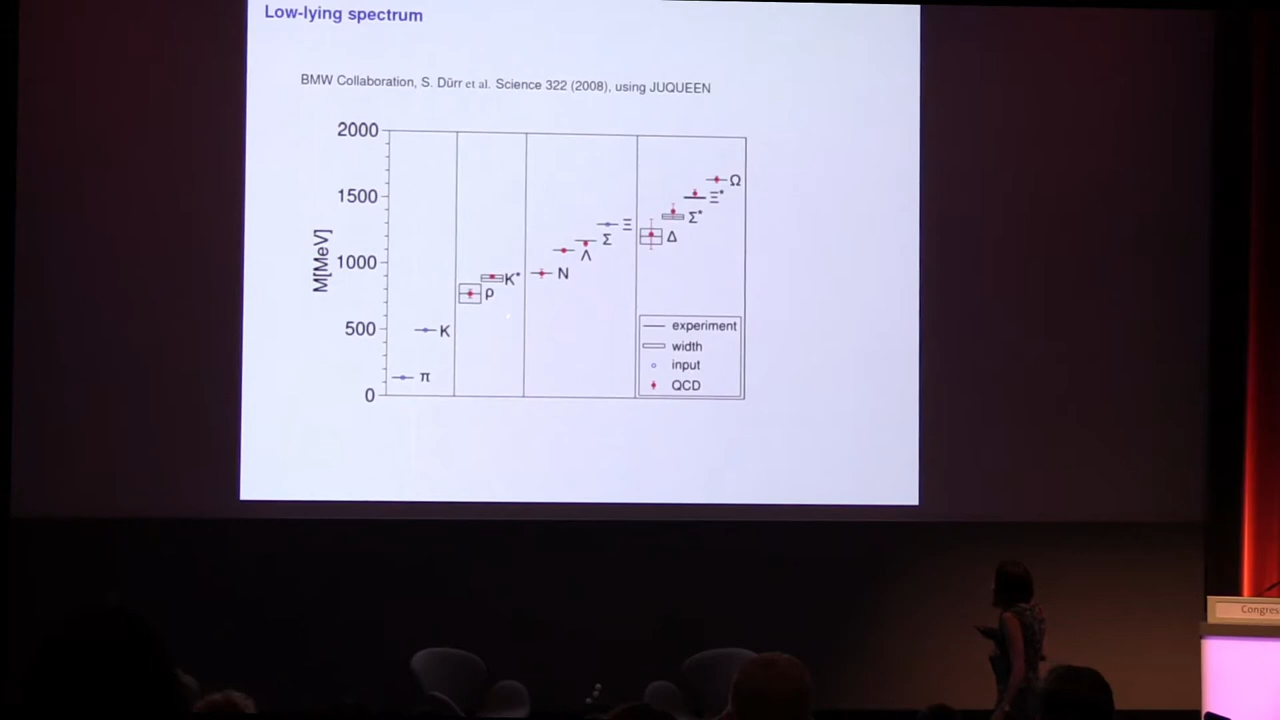 Low-lying spectrum
BMW Collaboration, S. Dürr et al. Science 322 (2008), using JUQUEEN
2000
1500
1000
500
0
M[MeV]
π
K
ρ
K*
N
Λ
Σ
Ξ
Δ
Σ*
Ξ*
Ω
experiment
width
input
QCD
Congres